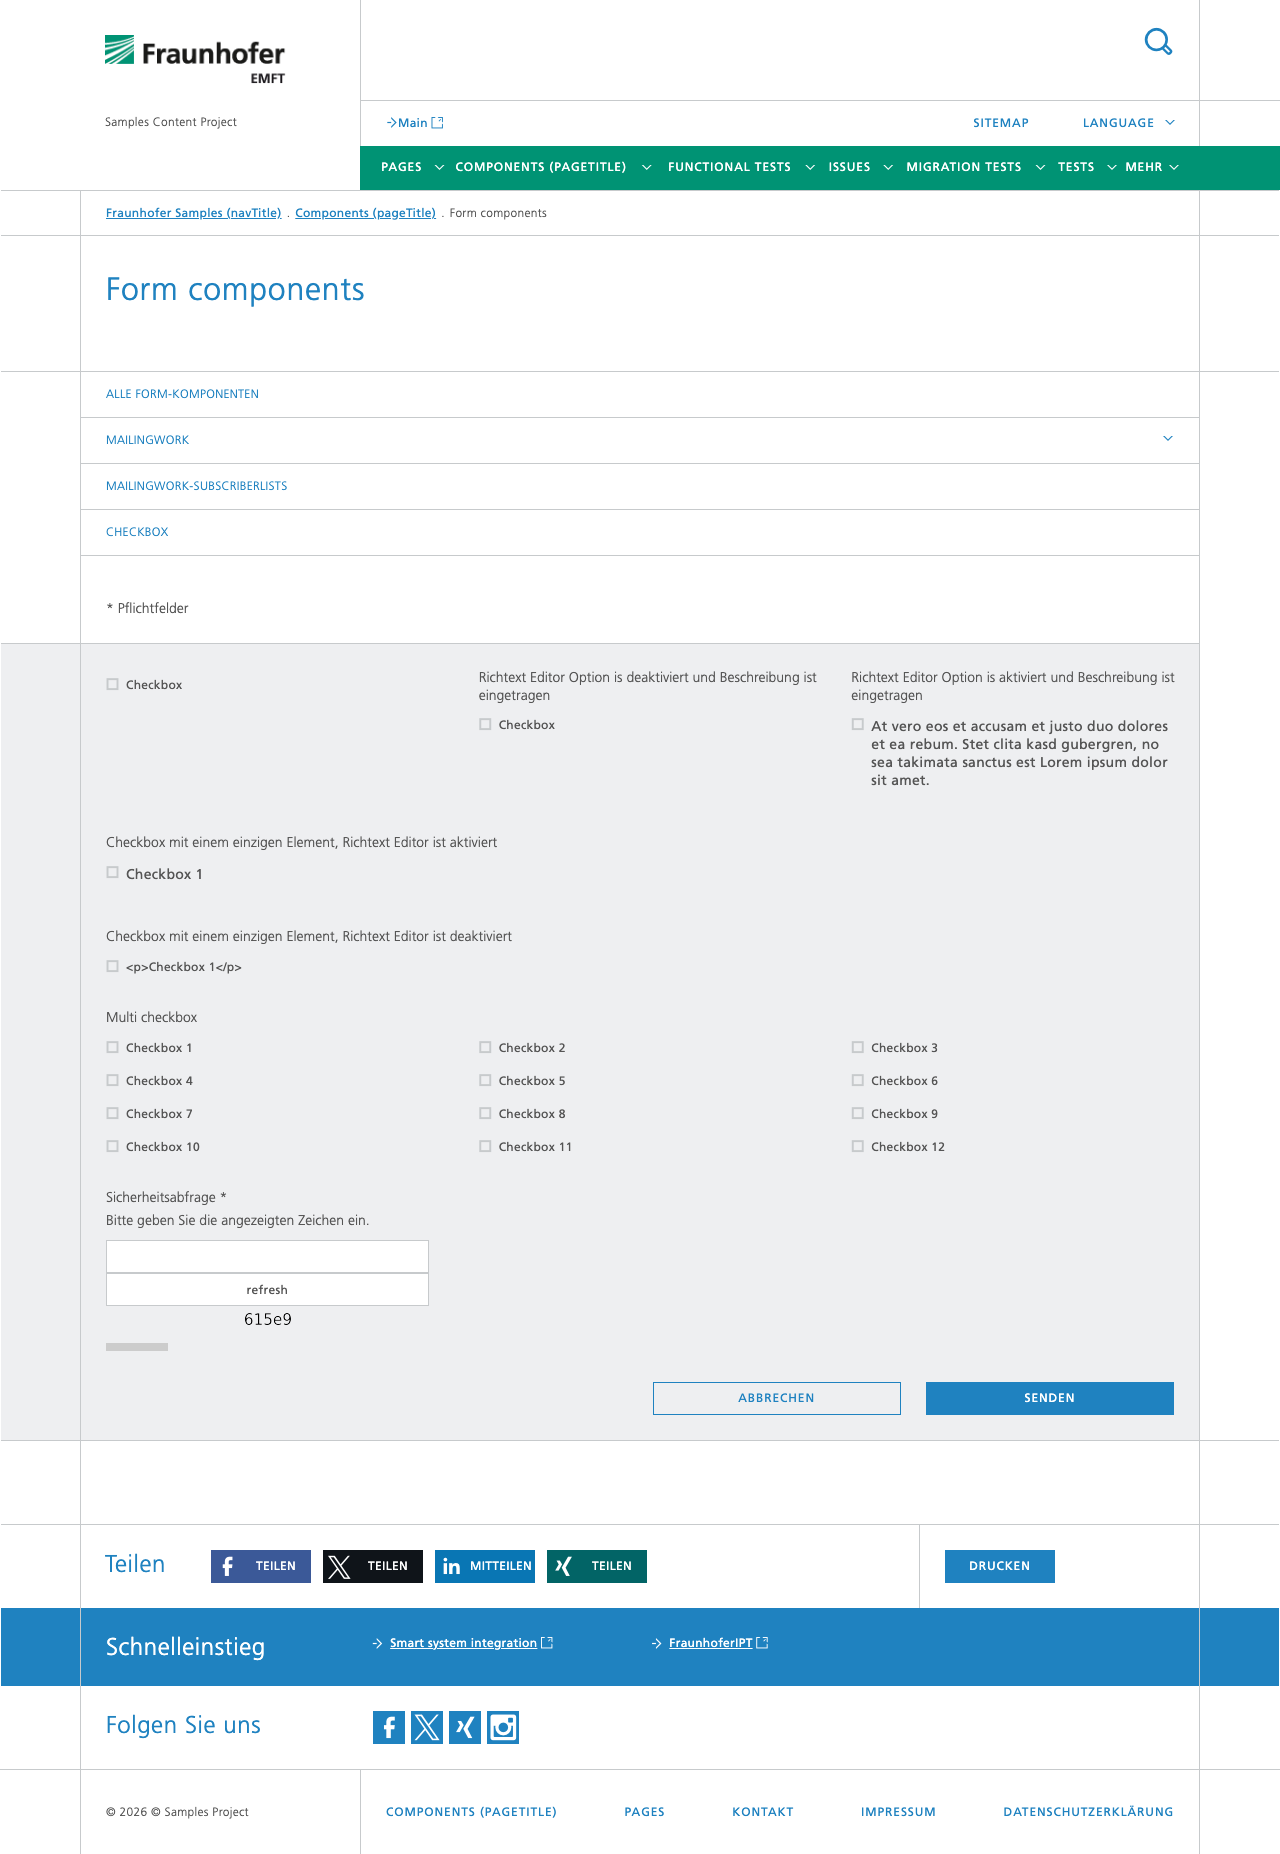 Fraunhofer
EMFT
Samples Content Project
Main
SITEMAP
LANGUAGE
PAGES
COMPONENTS (PAGETITLE)
FUNCTIONAL TESTS
ISSUES
MIGRATION TESTS
TESTS
MEHR
Fraunhofer Samples (navTitle) . Components (pageTitle) . Form components
Form components
ALLE FORM-KOMPONENTEN
MAILINGWORK
MAILINGWORK-SUBSCRIBERLISTS
CHECKBOX
* Pflichtfelder
Checkbox
Richtext Editor Option is deaktiviert und Beschreibung ist
eingetragen
Checkbox
Richtext Editor Option is aktiviert und Beschreibung ist
eingetragen
At vero eos et accusam et justo duo dolores
et ea rebum. Stet clita kasd gubergren, no
sea takimata sanctus est Lorem ipsum dolor
sit amet.
Checkbox mit einem einzigen Element, Richtext Editor ist aktiviert
Checkbox 1
Checkbox mit einem einzigen Element, Richtext Editor ist deaktiviert
<p>Checkbox 1</p>
Multi checkbox
Checkbox 1
Checkbox 2
Checkbox 3
Checkbox 4
Checkbox 5
Checkbox 6
Checkbox 7
Checkbox 8
Checkbox 9
Checkbox 10
Checkbox 11
Checkbox 12
Sicherheitsabfrage *
Bitte geben Sie die angezeigten Zeichen ein.
refresh
615e9
ABBRECHEN
SENDEN
Teilen
TEILEN
TEILEN
MITTEILEN
TEILEN
DRUCKEN
Schnelleinstieg
Smart system integration
FraunhoferIPT
Folgen Sie uns
© 2026 © Samples Project
COMPONENTS (PAGETITLE)
PAGES
KONTAKT
IMPRESSUM
DATENSCHUTZERKLÄRUNG